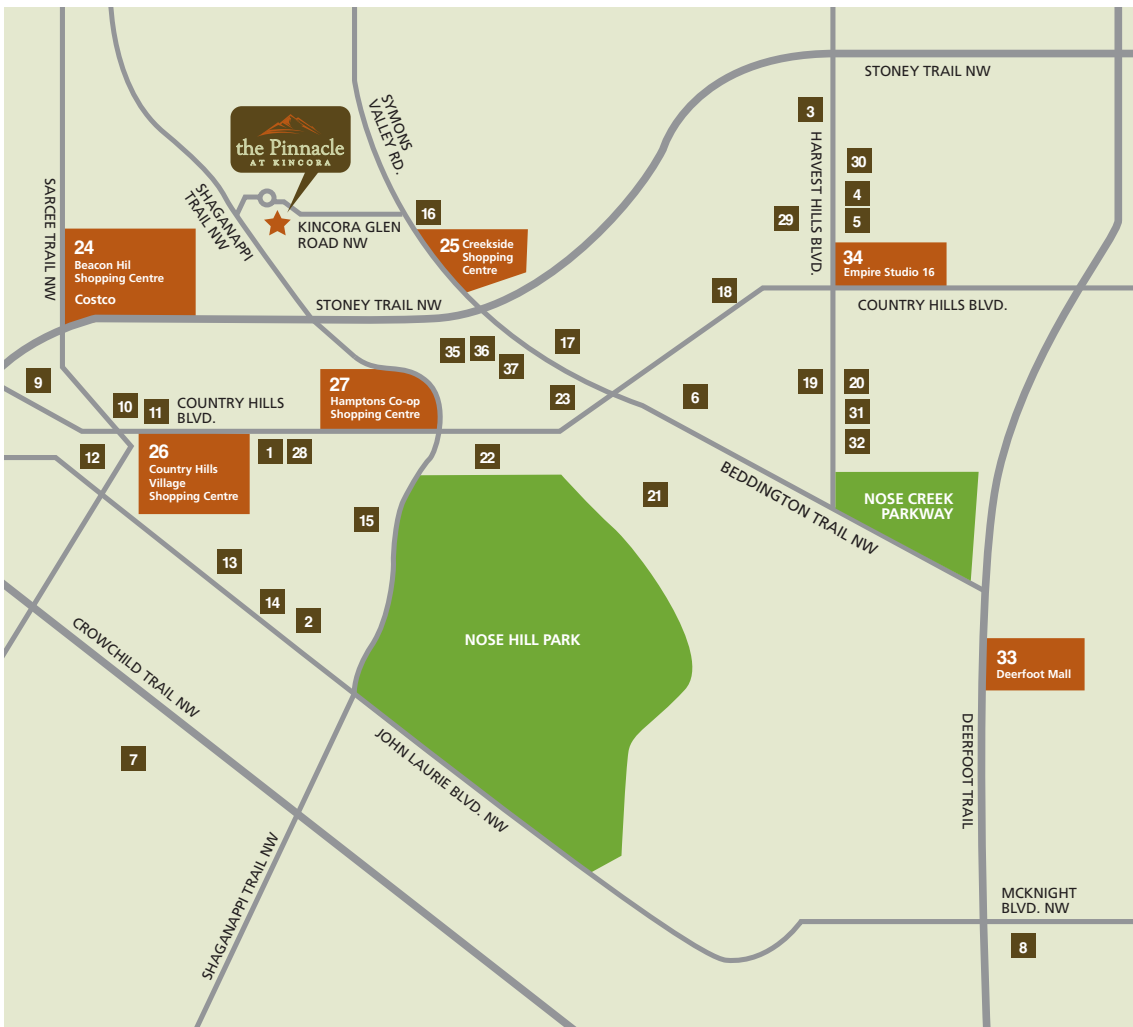 STONEY TRAIL NW
3
HARVEST HILLS BLVD.
30
4
5
29
SYMONS
VALLEY RD.
the Pinnacle
AT KINCORA
SARCEE TRAIL NW
SHAGANAPPI
TRAIL NW
KINCORA GLEN
ROAD NW
16
24
Beacon Hil
Shopping Centre
Costco
25 Creekside
Shopping
Centre
34
Empire Studio 16
18
STONEY TRAIL NW
COUNTRY HILLS BLVD.
35
36
37
17
9
10
11
COUNTRY HILLS
BLVD.
27
Hamptons Co-op
Shopping Centre
23
6
19
20
31
32
12
26
Country Hills
Village
Shopping Centre
1
28
22
21
15
BEDDINGTON TRAIL NW
NOSE CREEK
PARKWAY
13
14
2
NOSE HILL PARK
CROWCHILD TRAIL NW
33
Deerfoot Mall
7
JOHN LAURIE BLVD. NW
DEERFOOT TRAIL
SHAGANAPPI TRAIL NW
MCKNIGHT
BLVD. NW
8